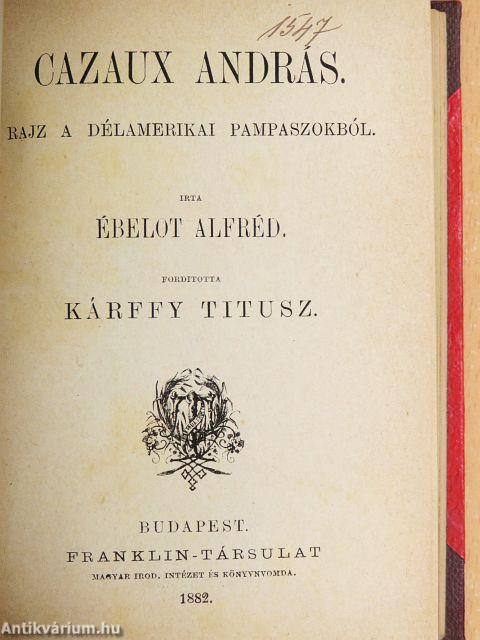 1547
CAZAUX ANDRÁS.
RAJZ A DÉLAMERIKAI PAMPASZOKBÓL.
IRTA
ÉBELOT ALFRÉD.
FORDITOTTA
KÁRFFY TITUSZ.
BUDAPEST.
FRANKLIN-TÁRSULAT
MAGYAR IROD. INTÉZET ÉS KÖNYVNYOMDA.
1882.
Antikvárium.hu